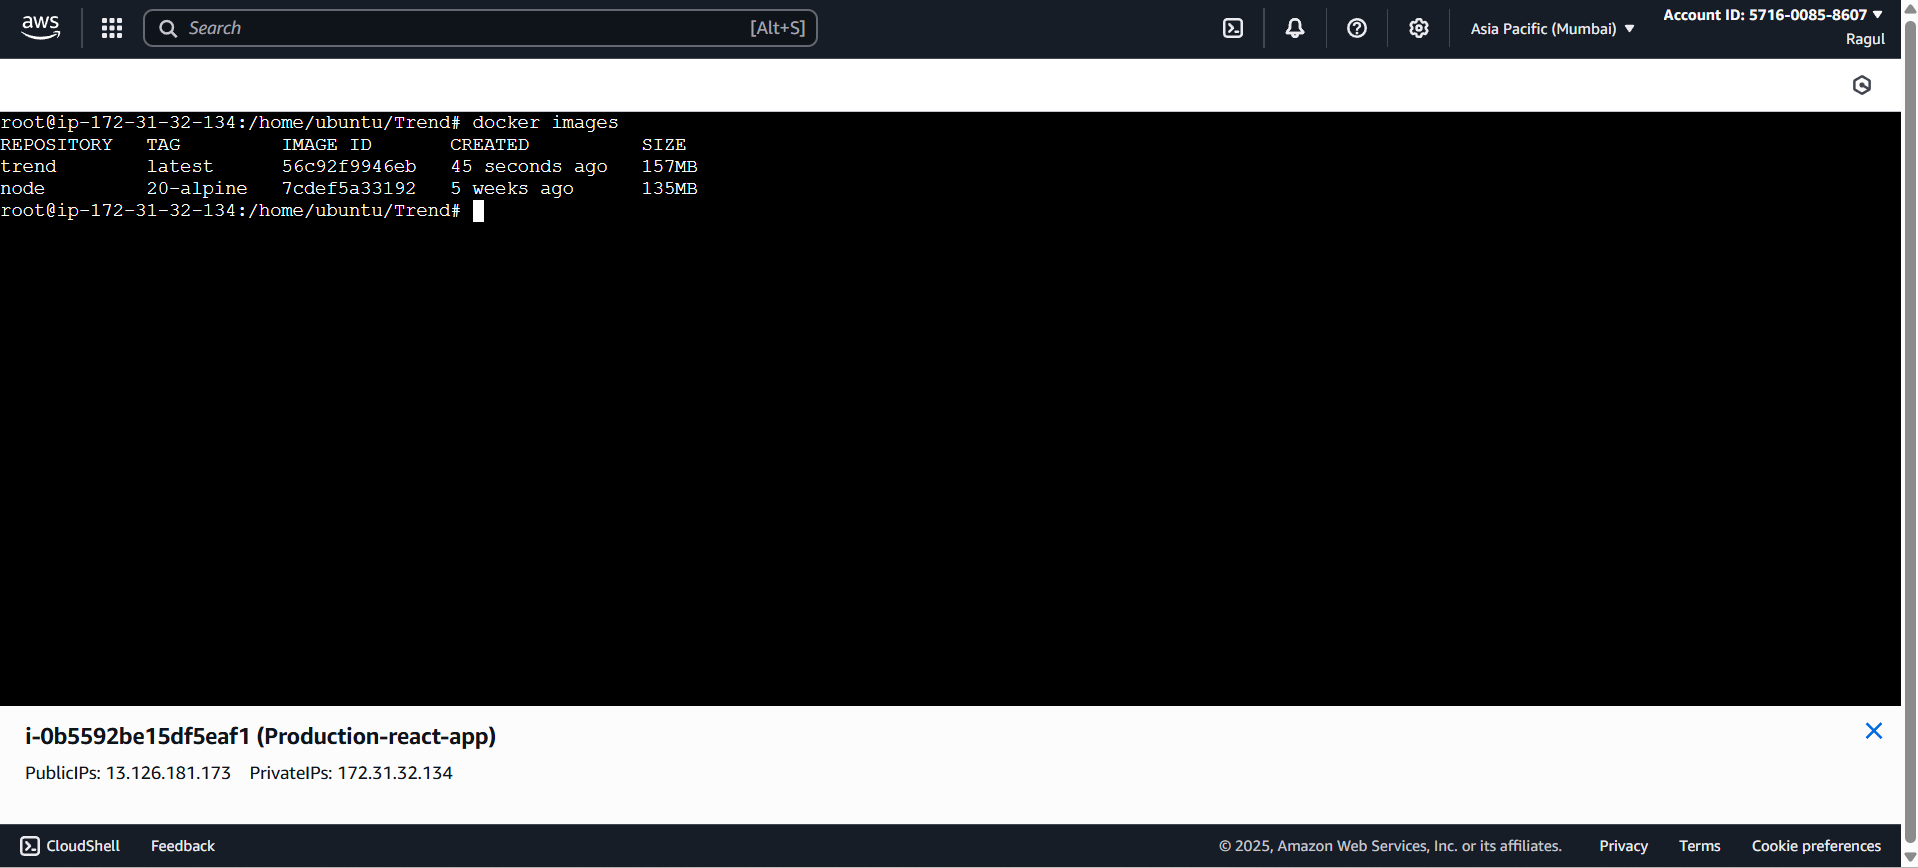 aws Search [Alt+S] Asia Pacific (Mumbai) Account ID: 5716-0085-8607
Ragul
root@ip-172-31-32-134:/home/ubuntu/Trend# docker images
REPOSITORY TAG IMAGE ID CREATED SIZE
trend latest 56c92f9946eb 45 seconds ago 157MB
node 20-alpine 7cdef5a33192 5 weeks ago 135MB
root@ip-172-31-32-134:/home/ubuntu/Trend#
i-0b5592be15df5eaf1 (Production-react-app)
PublicIPs: 13.126.181.173 PrivateIPs: 172.31.32.134
CloudShell Feedback © 2025, Amazon Web Services, Inc. or its affiliates. Privacy Terms Cookie preferences